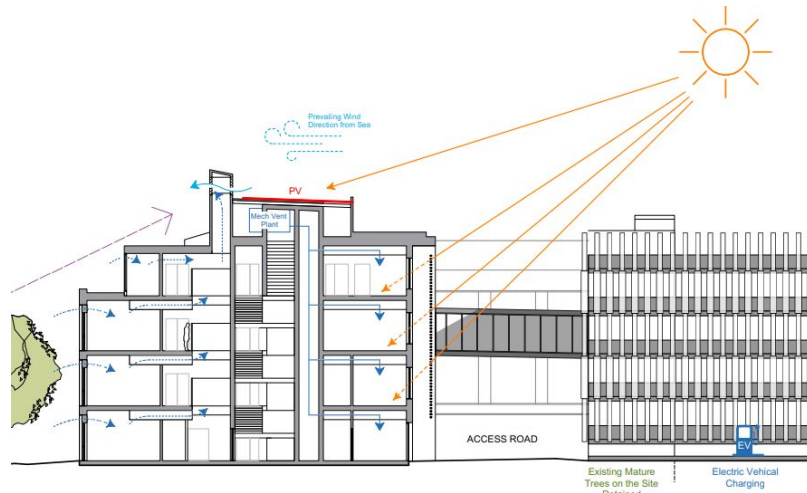 Prevailing Wind
Direction from Sea
PV
Mech Vent
Plant
ACCESS ROAD
EV
Existing Mature
Trees on the Site
Retained
Electric Vehical
Charging